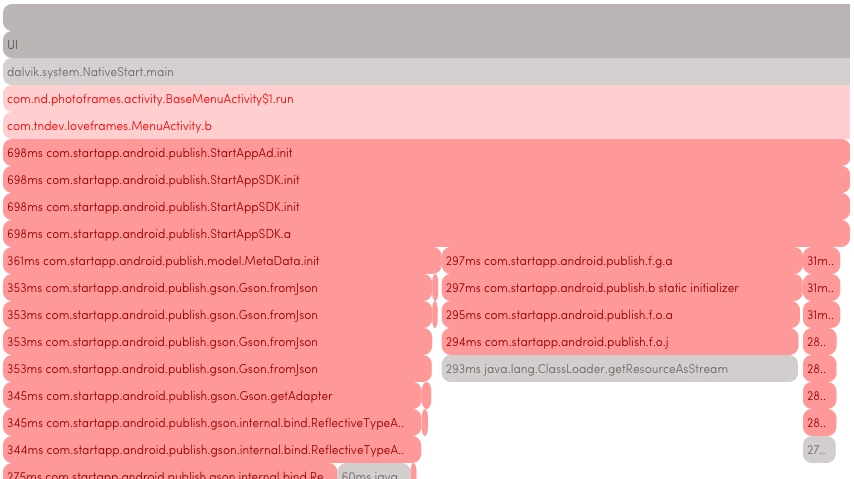 UI
dalvik.system.NativeStart.main
com.nd.photoframes.activity.BaseMenuActivity$1.run
com.tndev.loveframes.MenuActivity.b
698ms com.startapp.android.publish.StartAppAd.init
698ms com.startapp.android.publish.StartAppSDK.init
698ms com.startapp.android.publish.StartAppSDK.init
698ms com.startapp.android.publish.StartAppSDK.a
361ms com.startapp.android.publish.model.MetaData.init 297ms com.startapp.android.publish.f.g.a 31m..
353ms com.startapp.android.publish.gson.Gson.fromJson 297ms com.startapp.android.publish.b static initializer 31m..
353ms com.startapp.android.publish.gson.Gson.fromJson 295ms com.startapp.android.publish.f.o.a 31m..
353ms com.startapp.android.publish.gson.Gson.fromJson 294ms com.startapp.android.publish.f.o.j 28..
353ms com.startapp.android.publish.gson.Gson.fromJson 293ms java.lang.ClassLoader.getResourceAsStream 28..
345ms com.startapp.android.publish.gson.Gson.getAdapter 28..
345ms com.startapp.android.publish.gson.internal.bind.ReflectiveTypeA.. 28..
344ms com.startapp.android.publish.gson.internal.bind.ReflectiveTypeA.. 27..
275ms com.startapp.android.publish.gson.internal.bind.Re.. 60ms java..